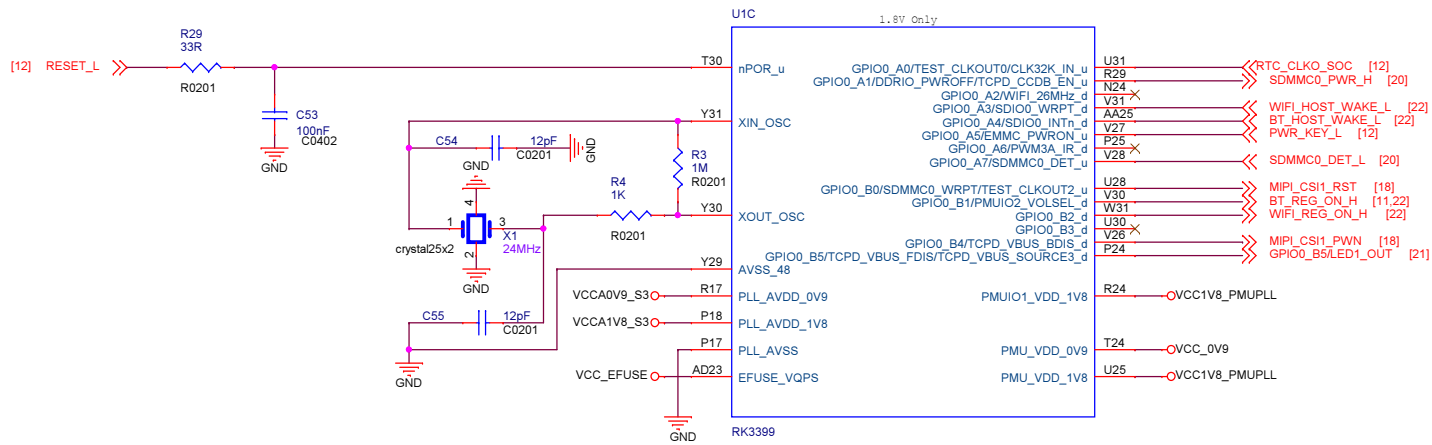 U1C
1.8V Only
R29
33R
R0201
[12] RESET_L
T30
nPOR_u
C53
100nF
C0402
GND
Y31
XIN_OSC
C54
12pF
C0201
GND
GND
R3
1M
R0201
R4
1K
R0201
Y30
XOUT_OSC
4
1
3
2
X1
24MHz
crystal25x2
GND
Y29
AVSS_48
VCCA0V9_S3
R17
PLL_AVDD_0V9
C55
12pF
C0201
VCCA1V8_S3
P18
PLL_AVDD_1V8
P17
PLL_AVSS
GND
VCC_EFUSE
AD23
EFUSE_VQPS
GND
RK3399
GPIO0_A0/TEST_CLKOUT0/CLK32K_IN_u
U31
RTC_CLKO_SOC [12]
GPIO0_A1/DDRIO_PWROFF/TCPD_CCDB_EN_u
R29
SDMMC0_PWR_H [20]
GPIO0_A2/WIFI_26MHz_d
N24
GPIO0_A3/SDIO0_WRPT_d
V31
WIFI_HOST_WAKE_L [22]
GPIO0_A4/SDIO0_INTn_d
AA25
BT_HOST_WAKE_L [22]
GPIO0_A5/EMMC_PWRON_u
V27
PWR_KEY_L [12]
GPIO0_A6/PWM3A_IR_d
P25
GPIO0_A7/SDMMC0_DET_u
V28
SDMMC0_DET_L [20]
GPIO0_B0/SDMMC0_WRPT/TEST_CLKOUT2_u
U28
MIPI_CSI1_RST [18]
GPIO0_B1/PMUIO2_VOLSEL_d
V30
BT_REG_ON_H [11,22]
GPIO0_B2_d
W31
WIFI_REG_ON_H [22]
GPIO0_B3_d
U30
GPIO0_B4/TCPD_VBUS_BDIS_d
V26
MIPI_CSI1_PWN [18]
GPIO0_B5/TCPD_VBUS_FDIS/TCPD_VBUS_SOURCE3_d
P24
GPIO0_B5/LED1_OUT [21]
PMUIO1_VDD_1V8
R24
VCC1V8_PMUPLL
PMU_VDD_0V9
T24
VCC_0V9
PMU_VDD_1V8
U25
VCC1V8_PMUPLL